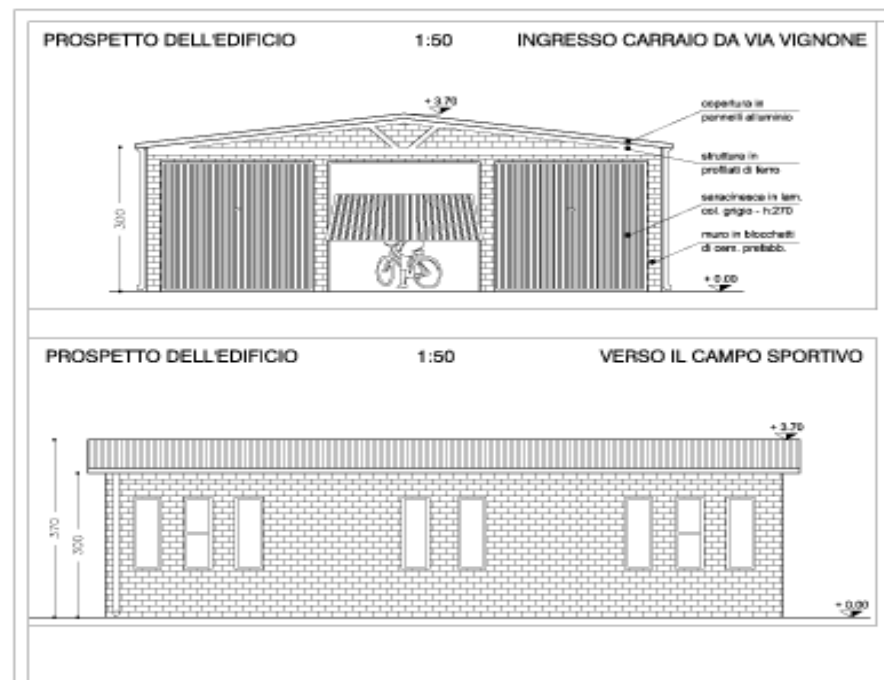 PROSPETTO DELL'EDIFICIO 1:50 INGRESSO CARRAIO DA VIA VIGNONE
+ 3.70
copertura in
pannelli alluminio
struttura in
profilati di ferro
saracinesca in lam.
col. grigio - h:270
muro in blocchetti
di cem. prefabb.
300
+ 0.00
PROSPETTO DELL'EDIFICIO 1:50 VERSO IL CAMPO SPORTIVO
+ 3.70
370
300
+ 0.00